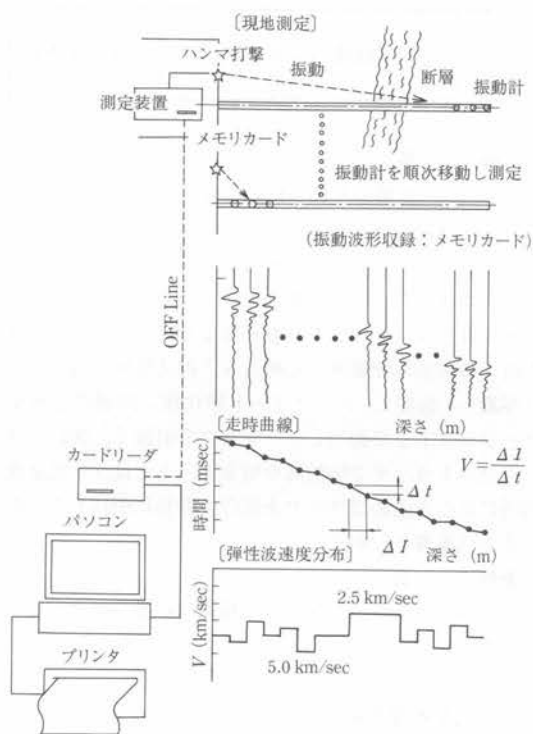 〔現地測定〕
ハンマ打撃
振動
断層
振動計
測定装置
メモリカード
振動計を順次移動し測定
(振動波形収録：メモリカード)
OFF Line
〔走時曲線〕
深さ (m)
時間 (msec)
V = ΔI / Δt
Δt
ΔI
深さ (m)
カードリーダ
パソコン
プリンタ
〔弾性波速度分布〕
V (km/sec)
2.5 km/sec
5.0 km/sec